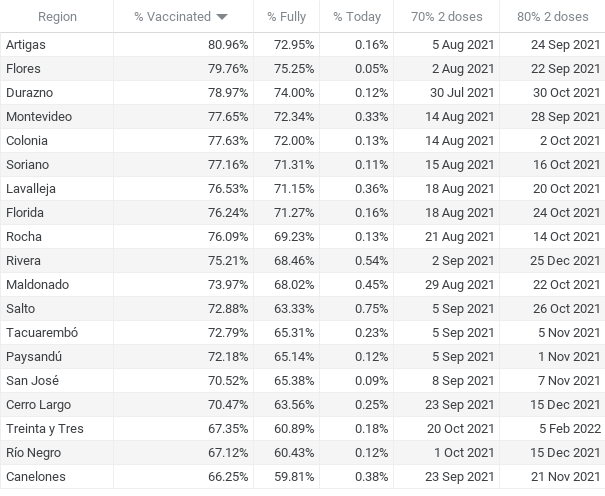 Region % Vaccinated % Fully % Today 70% 2 doses 80% 2 doses
Artigas 80.96% 72.95% 0.16% 5 Aug 2021 24 Sep 2021
Flores 79.76% 75.25% 0.05% 2 Aug 2021 22 Sep 2021
Durazno 78.97% 74.00% 0.12% 30 Jul 2021 30 Oct 2021
Montevideo 77.65% 72.34% 0.33% 14 Aug 2021 28 Sep 2021
Colonia 77.63% 72.00% 0.13% 14 Aug 2021 2 Oct 2021
Soriano 77.16% 71.31% 0.11% 15 Aug 2021 16 Oct 2021
Lavalleja 76.53% 71.15% 0.36% 18 Aug 2021 20 Oct 2021
Florida 76.24% 71.27% 0.16% 18 Aug 2021 24 Oct 2021
Rocha 76.09% 69.23% 0.13% 21 Aug 2021 14 Oct 2021
Rivera 75.21% 68.46% 0.54% 2 Sep 2021 25 Dec 2021
Maldonado 73.97% 68.02% 0.45% 29 Aug 2021 22 Oct 2021
Salto 72.88% 63.33% 0.75% 5 Sep 2021 26 Oct 2021
Tacuarembó 72.79% 65.31% 0.23% 5 Sep 2021 5 Nov 2021
Paysandú 72.18% 65.14% 0.12% 5 Sep 2021 1 Nov 2021
San José 70.52% 65.38% 0.09% 8 Sep 2021 7 Nov 2021
Cerro Largo 70.47% 63.56% 0.25% 23 Sep 2021 15 Dec 2021
Treinta y Tres 67.35% 60.89% 0.18% 20 Oct 2021 5 Feb 2022
Río Negro 67.12% 60.43% 0.12% 1 Oct 2021 15 Dec 2021
Canelones 66.25% 59.81% 0.38% 23 Sep 2021 21 Nov 2021